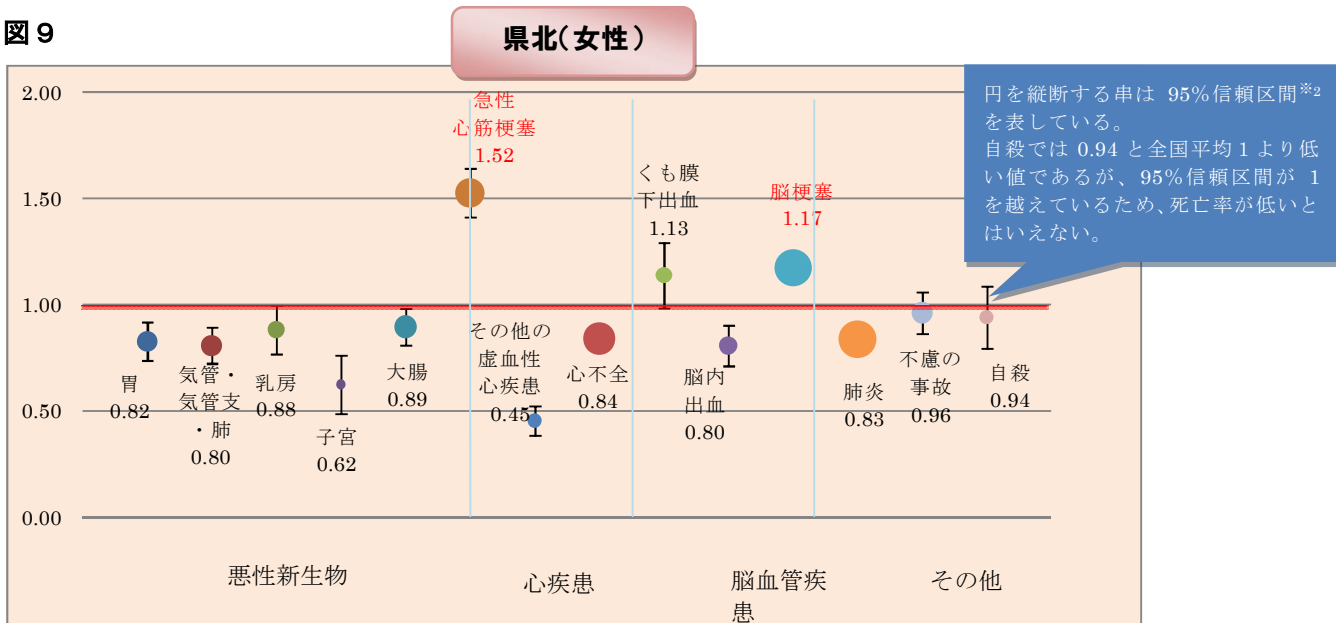 図９
県北（女性）
円を縦断する串は 95%信頼区間※2
を表している。
自殺では 0.94 と全国平均 1 より低
い値であるが、95%信頼区間が 1
を越えているため、死亡率が低いと
はいえない。
2.00
1.50
1.00
0.50
0.00
胃
0.82
気管・
気管支
・肺
0.80
乳房
0.88
子宮
0.62
大腸
0.89
急性
心筋梗塞
1.52
その他の
虚血性
心疾患
0.45
心不全
0.84
くも膜
下出血
1.13
脳内
出血
0.80
脳梗塞
1.17
肺炎
0.83
不慮の
事故
0.96
自殺
0.94
悪性新生物
心疾患
脳血管疾
患
その他